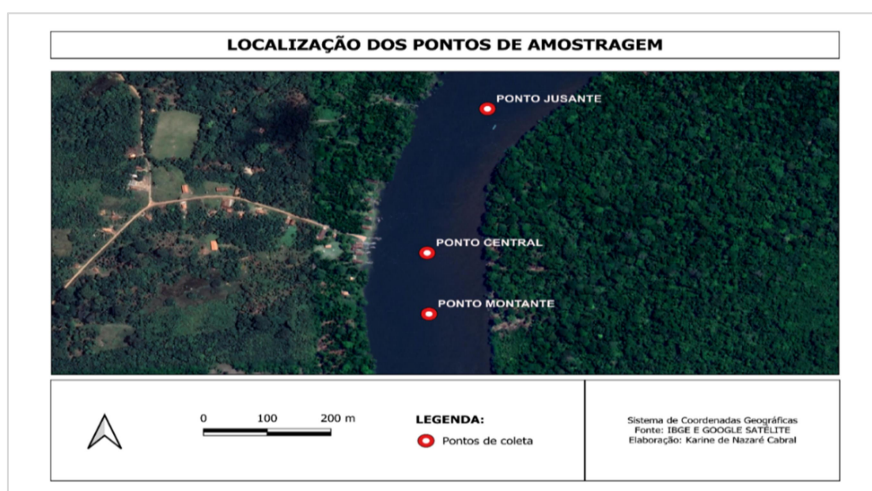 LOCALIZAÇÃO DOS PONTOS DE AMOSTRAGEM
PONTO JUSANTE
PONTO CENTRAL
PONTO MONTANTE
0 100 200 m
LEGENDA:
Pontos de coleta
Sistema de Coordenadas Geográficas
Fonte: IBGE E GOOGLE SATÉLITE
Elaboração: Karine de Nazaré Cabral